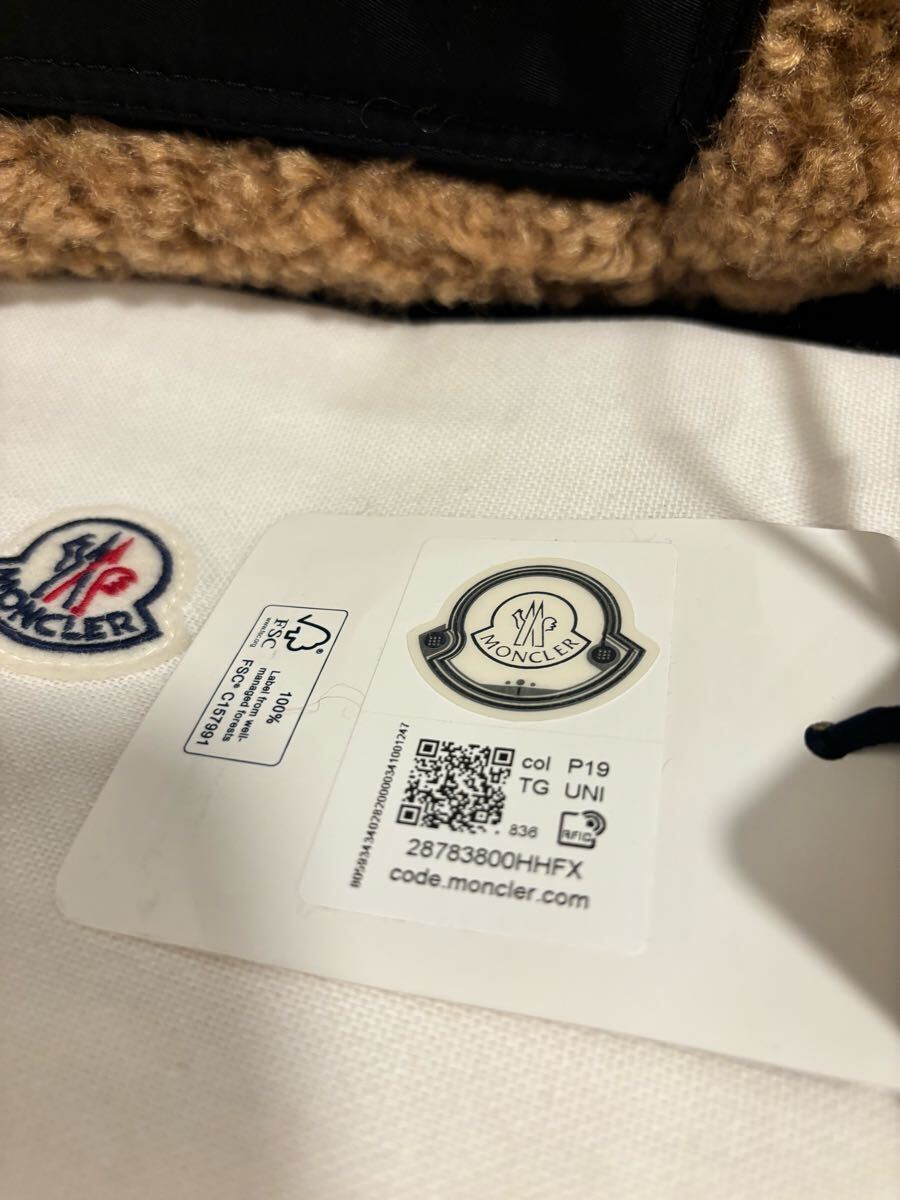 MONCLER
FSC®
www.fsc.org
100%
Label from well-
managed forests
FSC® C157991
MONCLER
8059343402820000341001247
col P19
TG UNI
. 836
RFID
28783800HHFX
code.moncler.com